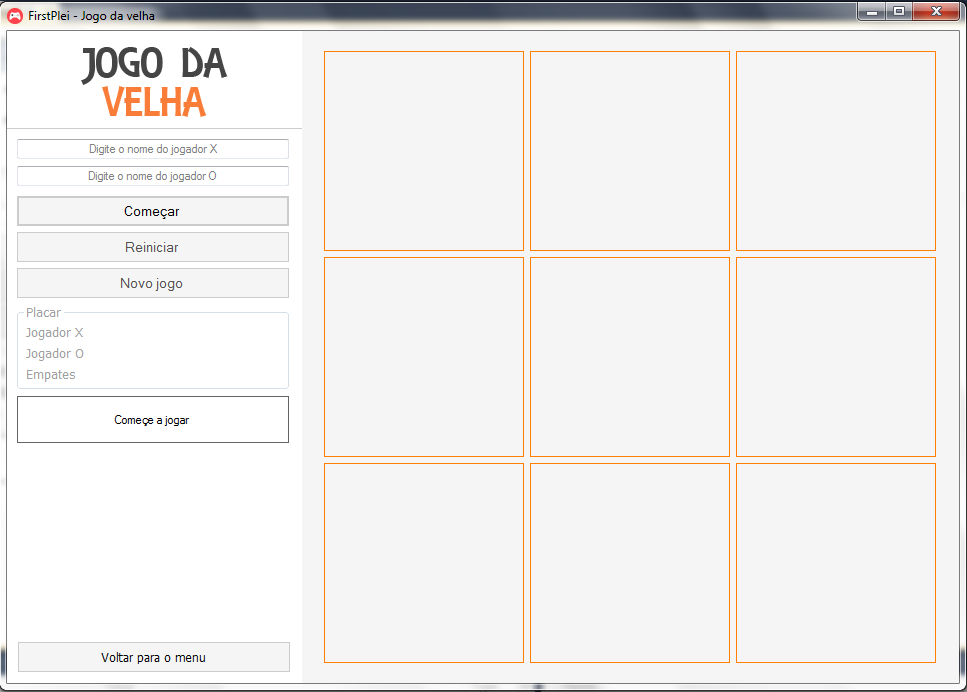 FirstPlei - Jogo da velha
JOGO DA
VELHA
Digite o nome do jogador X
Digite o nome do jogador O
Começar
Reiniciar
Novo jogo
Placar
Jogador X
Jogador O
Empates
Começe a jogar
Voltar para o menu